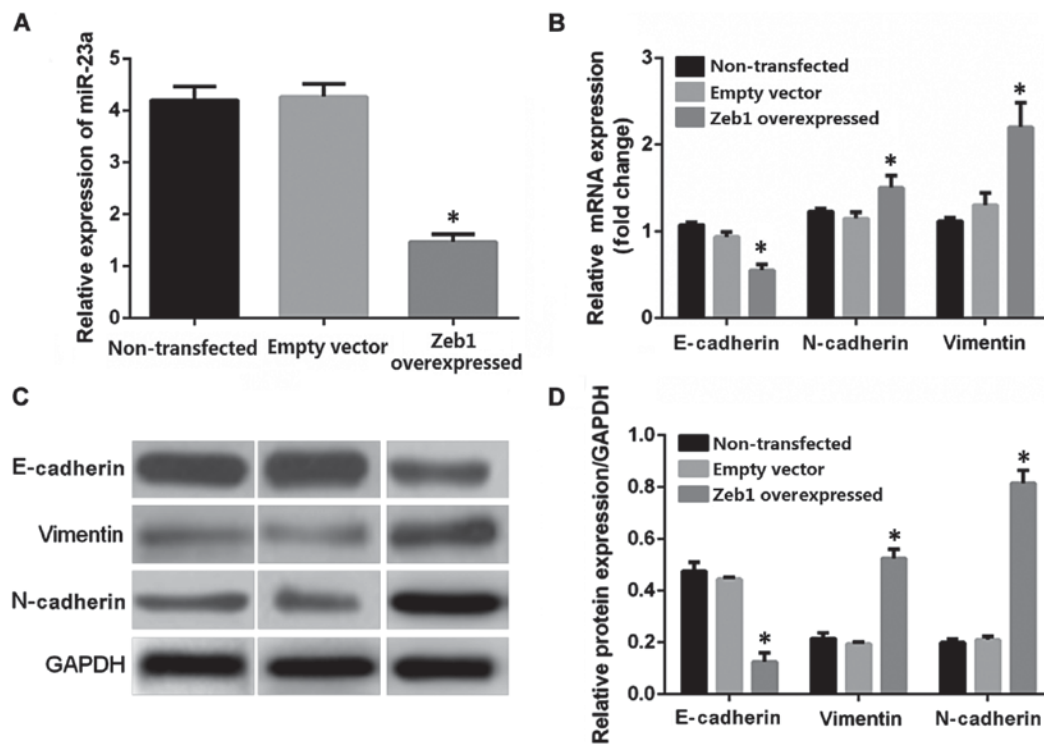 A
Relative expression of miR-23a
5
4
3
2
1
0
*
Non-transfected
Empty vector
Zeb1
overexpressed
B
Relative mRNA expression
(fold change)
3
2
1
0
Non-transfected
Empty vector
Zeb1 overexpressed
*
*
*
E-cadherin
N-cadherin
Vimentin
C
E-cadherin
Vimentin
N-cadherin
GAPDH
D
Relative protein expression/GAPDH
1.0
0.8
0.6
0.4
0.2
0.0
Non-transfected
Empty vector
Zeb1 overexpressed
*
*
*
E-cadherin
Vimentin
N-cadherin